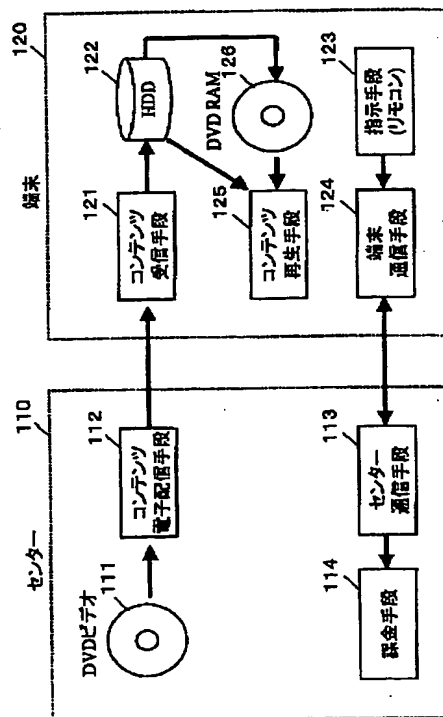 センター
110
DVDビデオ
111
コンテンツ
電子配信手段
112
センター
通信手段
113
課金手段
114
端末
120
コンテンツ
受信手段
121
HDD
122
DVD RAM
126
コンテンツ
再生手段
125
端末
通信手段
124
指示手段
(リモコン)
123